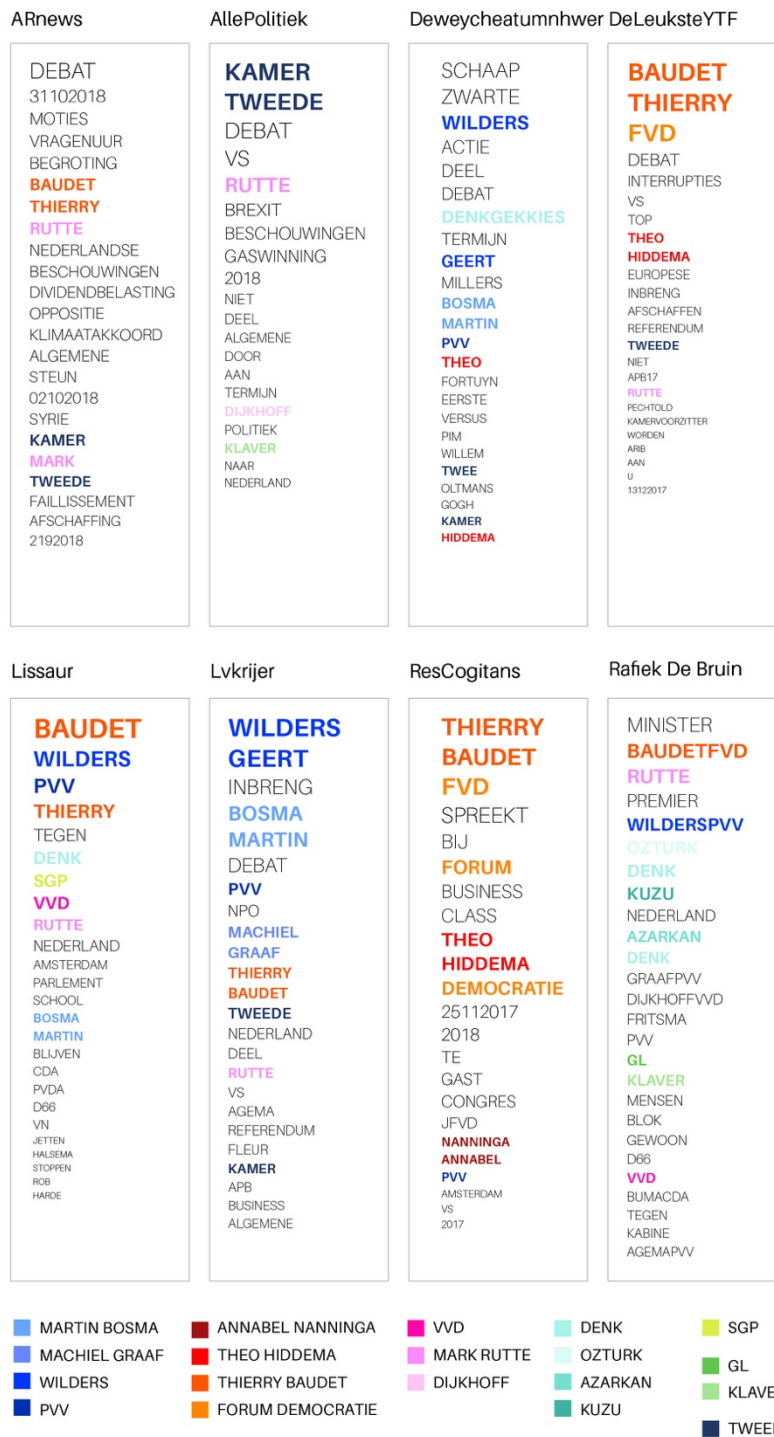 ARnews
DEBAT
31102018
MOTIES
VRAGENUUR
BEGROTING
BAUDET
THIERRY
RUTTE
NEDERLANDSE
BESCHOUWINGEN
DIVIDENDBELASTING
OPPOSITIE
KLIMAATAKKOORD
ALGEMENE
STEUN
02102018
SYRIE
KAMER
MARK
TWEEDE
FAILLISSEMENT
AFSCHAFFING
2192018
AllePolitiek
KAMER
TWEEDE
DEBAT
VS
RUTTE
BREXIT
BESCHOUWINGEN
GASWINNING
2018
NIET
DEEL
ALGEMENE
DOOR
AAN
TERMIJN
DIJKHOFF
POLITIEK
KLAVER
NAAR
NEDERLAND
Deweycheatumnhwer
SCHAAP
ZWARTE
WILDERS
ACTIE
DEEL
DEBAT
DENKGEKKIES
TERMIJN
GEERT
MILLERS
BOSMA
MARTIN
PVV
THEO
FORTUYN
EERSTE
VERSUS
PIM
WILLEM
TWEE
OLTMANS
GOGH
KAMER
HIDDEMA
DeLeuksteYTF
BAUDET
THIERRY
FVD
DEBAT
INTERRUPTIES
VS
TOP
THEO
HIDDEMA
EUROPESE
INBRENG
AFSCHAFFEN
REFERENDUM
TWEEDE
NIET
APB17
RUTTE
PECHTOLD
KAMERVOORZITTER
WORDEN
ARIB
AAN
U
13122017
Lissaur
BAUDET
WILDERS
PVV
THIERRY
TEGEN
DENK
SGP
VVD
RUTTE
NEDERLAND
AMSTERDAM
PARLEMENT
SCHOOL
BOSMA
MARTIN
BLIJVEN
CDA
PVDA
D66
VN
JETTEN
HALSEMA
STOPPEN
ROB
HARDE
Lvkrijer
WILDERS
GEERT
INBRENG
BOSMA
MARTIN
DEBAT
PVV
NPO
MACHIEL
GRAAF
THIERRY
BAUDET
TWEEDE
NEDERLAND
DEEL
RUTTE
VS
AGEMA
REFERENDUM
FLEUR
KAMER
APB
BUSINESS
ALGEMENE
ResCogitans
THIERRY
BAUDET
FVD
SPREEKT
BIJ
FORUM
BUSINESS
CLASS
THEO
HIDDEMA
DEMOCRATIE
25112017
2018
TE
GAST
CONGRES
JFVD
NANNINGA
ANNABEL
PVV
AMSTERDAM
VS
2017
Rafiek De Bruin
MINISTER
BAUDETFVD
RUTTE
PREMIER
WILDERSPVV
OZTURK
DENK
KUZU
NEDERLAND
AZARKAN
DENK
GRAAFPVV
DIJKHOFFVVD
FRITSMA
PVV
GL
KLAVER
MENSEN
BLOK
GEWOON
D66
VVD
BUMACDA
TEGEN
KABINE
AGEMAPVV
MARTIN BOSMA
MACHIEL GRAAF
WILDERS
PVV
ANNABEL NANNINGA
THEO HIDDEMA
THIERRY BAUDET
FORUM DEMOCRATIE
VVD
MARK RUTTE
DIJKHOFF
DENK
OZTURK
AZARKAN
KUZU
SGP
GL
KLAVE
TWEE